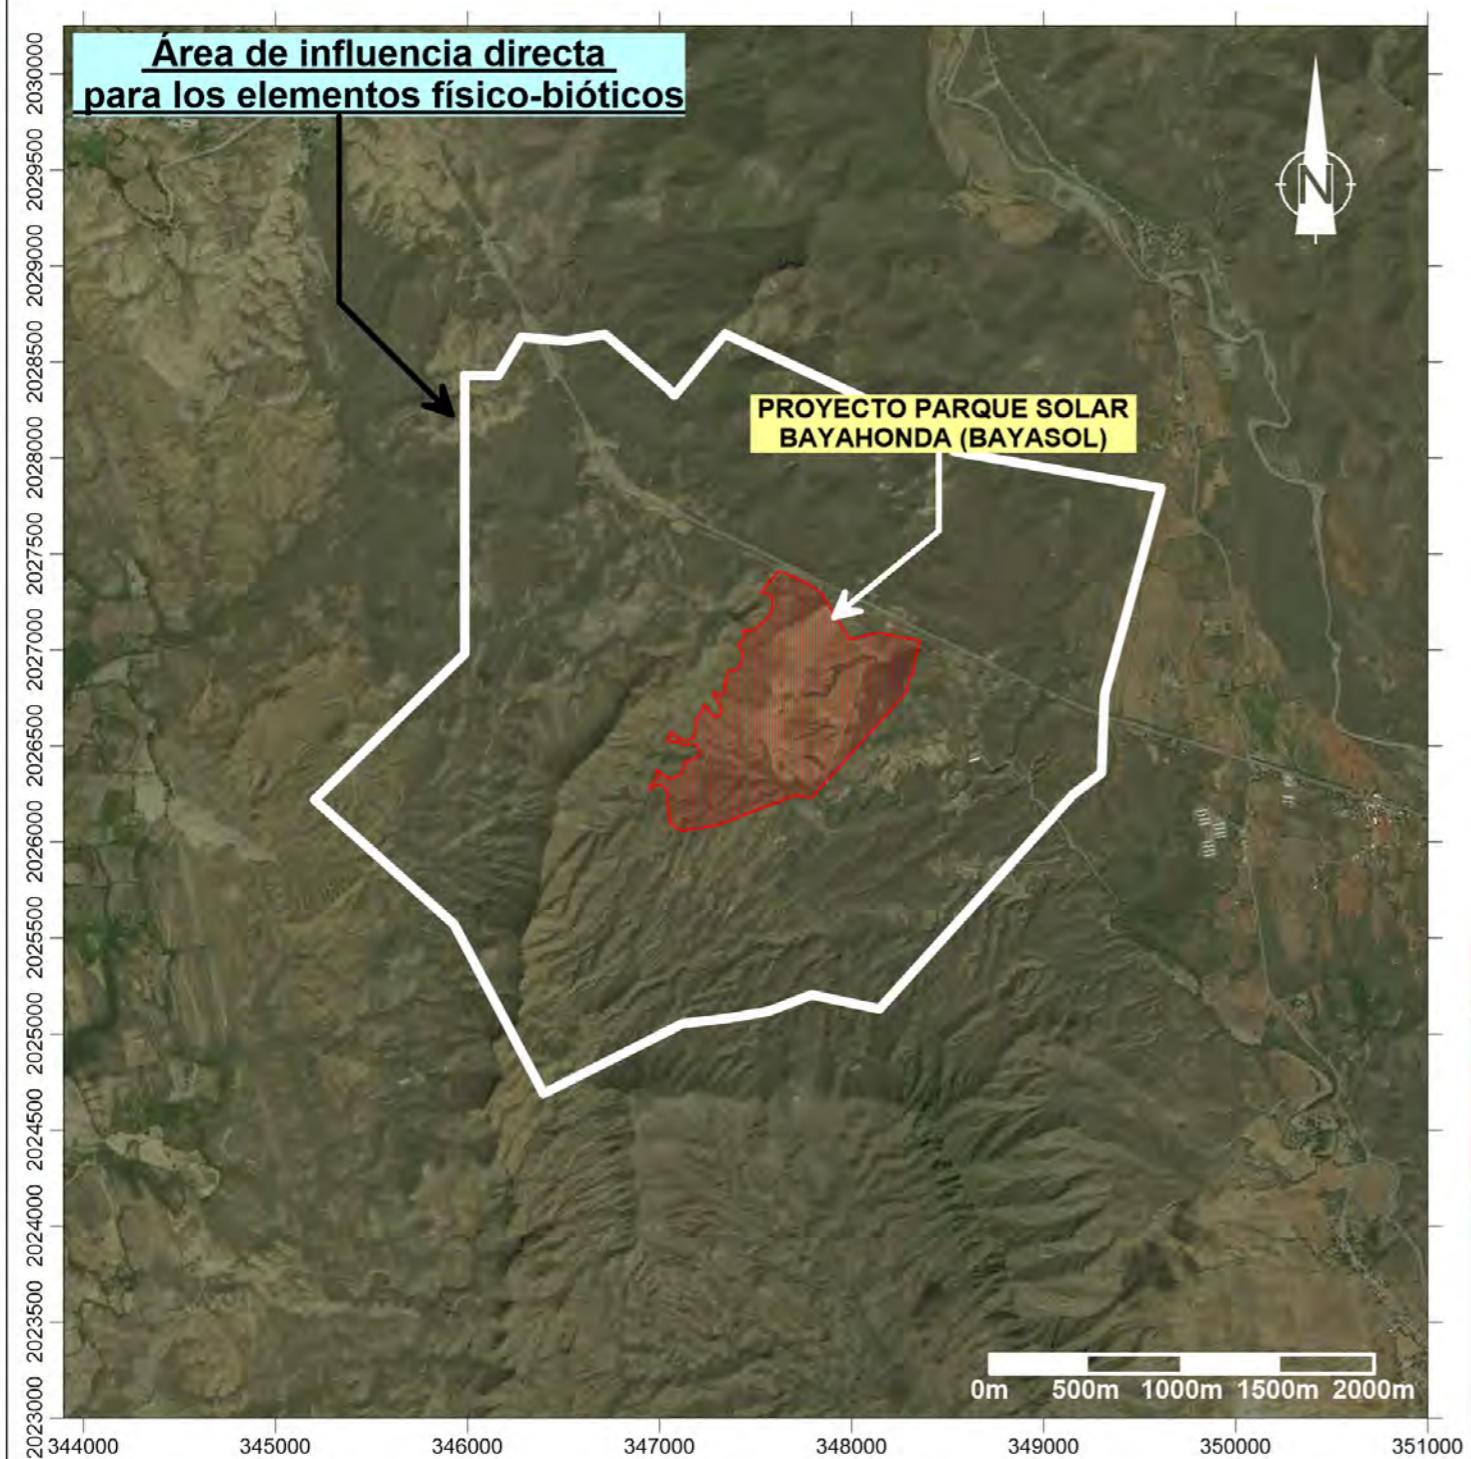 Área de influencia directa
para los elementos físico-bióticos
N
PROYECTO PARQUE SOLAR
BAYAHONDA (BAYASOL)
2030000
2029500
2029000
2028500
2028000
2027500
2027000
2026500
2026000
2025500
2025000
2024500
2024000
2023500
2023000
0m 500m 1000m 1500m 2000m
344000 345000 346000 347000 348000 349000 350000 351000